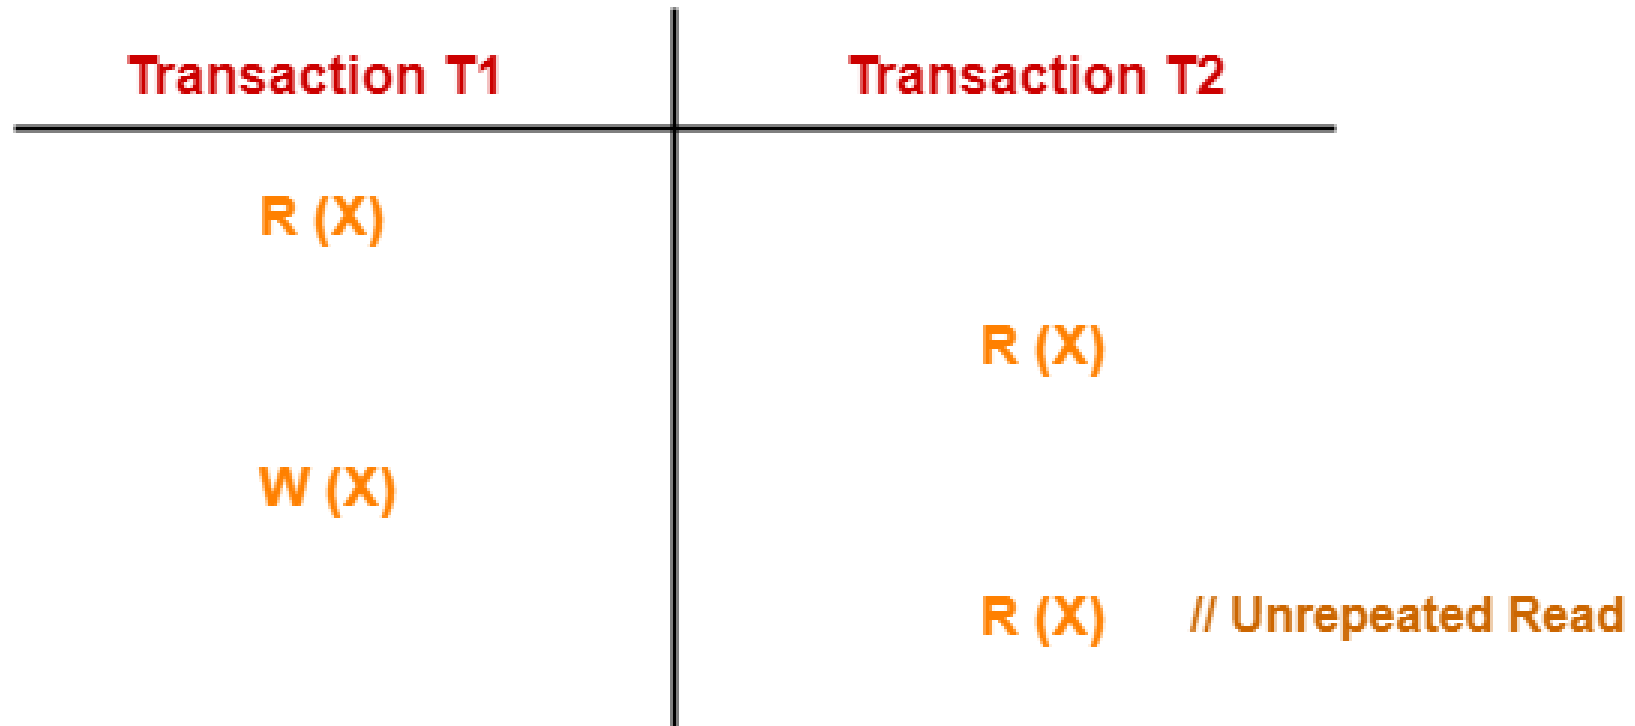 Transaction T1 Transaction T2
R (X)
R (X)
W (X)
R (X) // Unrepeated Read